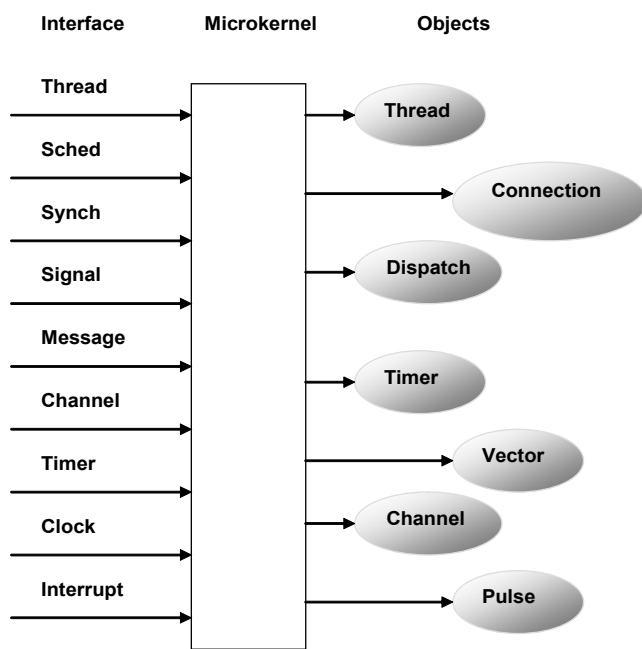 Interface Microkernel Objects
Thread
Thread
Sched
Connection
Synch
Dispatch
Signal
Message
Timer
Channel
Vector
Timer
Channel
Clock
Interrupt
Pulse